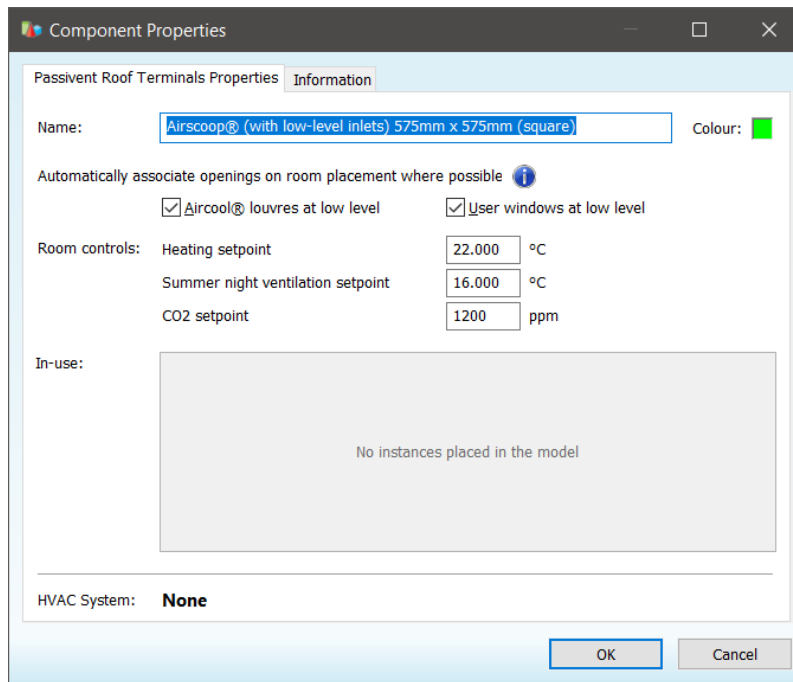 Component Properties
Passivent Roof Terminals Properties Information
Name: Airscoop® (with low-level inlets) 575mm x 575mm (square) Colour:
Automatically associate openings on room placement where possible i
Aircool® louvres at low level User windows at low level
Room controls: Heating setpoint 22.000 °C
Summer night ventilation setpoint 16.000 °C
CO2 setpoint 1200 ppm
In-use:
No instances placed in the model
HVAC System: None
OK Cancel